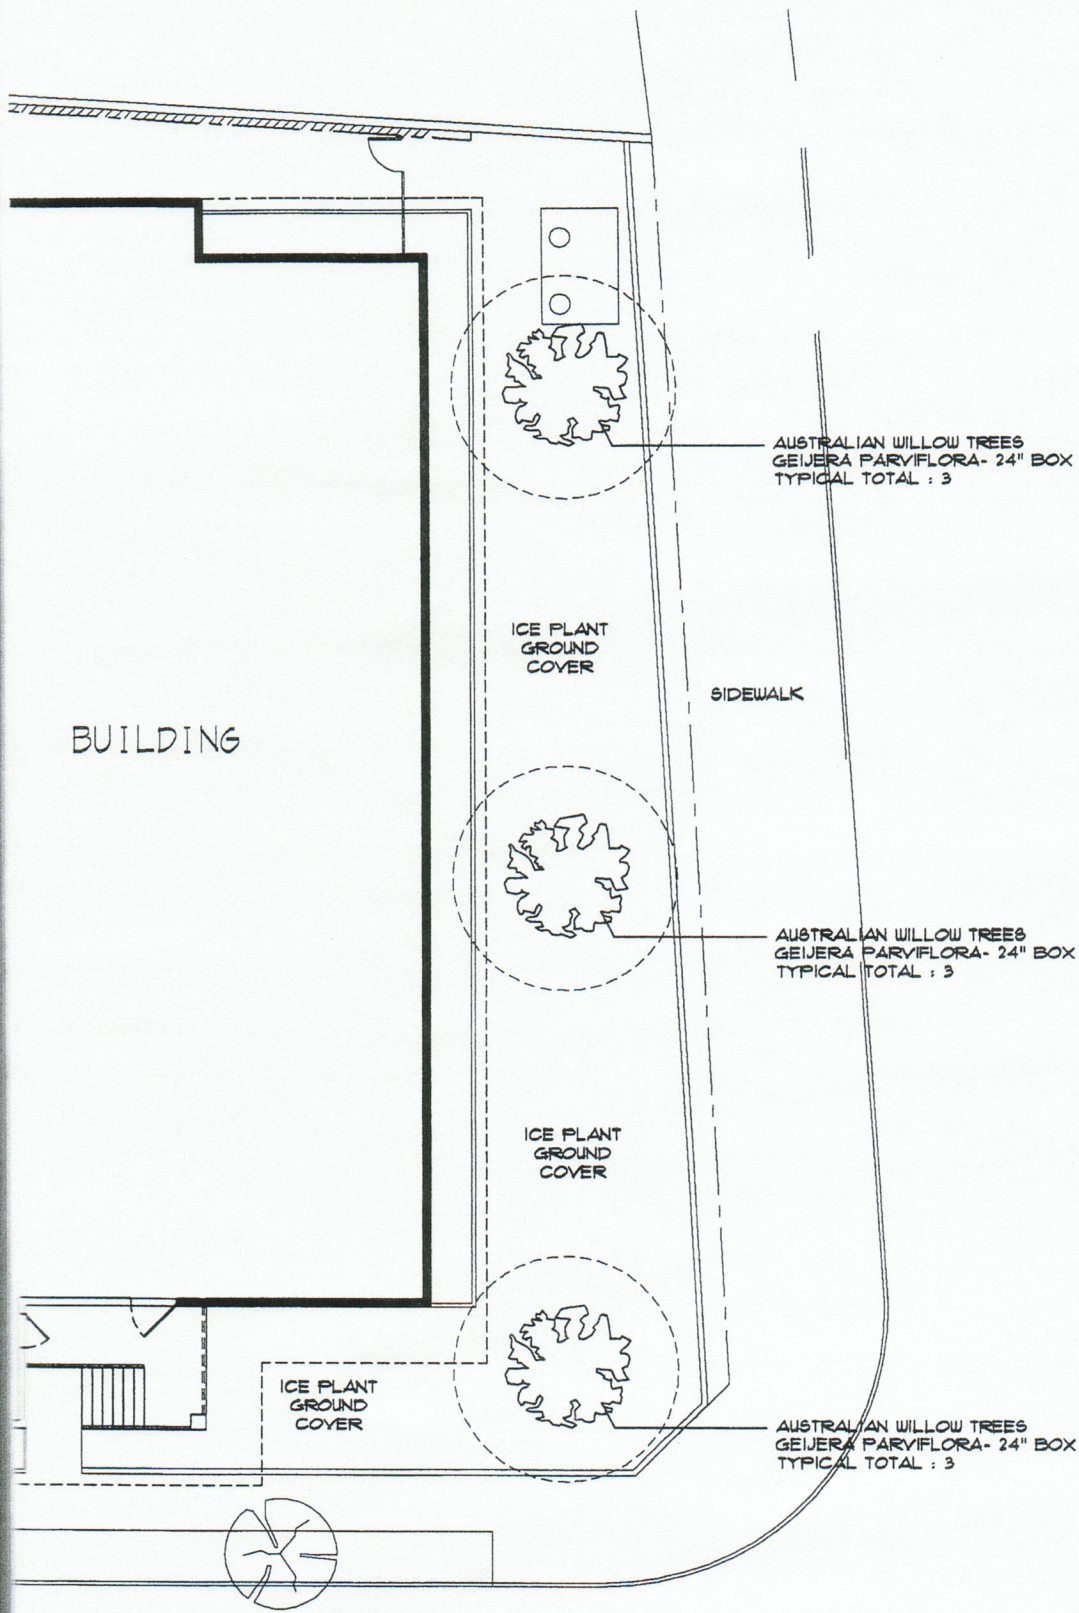 AUSTRALIAN WILLOW TREES
GEIJERA PARVIFLORA- 24" BOX
TYPICAL TOTAL : 3
ICE PLANT
GROUND
COVER
SIDEWALK
BUILDING
AUSTRALIAN WILLOW TREES
GEIJERA PARVIFLORA- 24" BOX
TYPICAL TOTAL : 3
ICE PLANT
GROUND
COVER
ICE PLANT
GROUND
COVER
AUSTRALIAN WILLOW TREES
GEIJERA PARVIFLORA- 24" BOX
TYPICAL TOTAL : 3